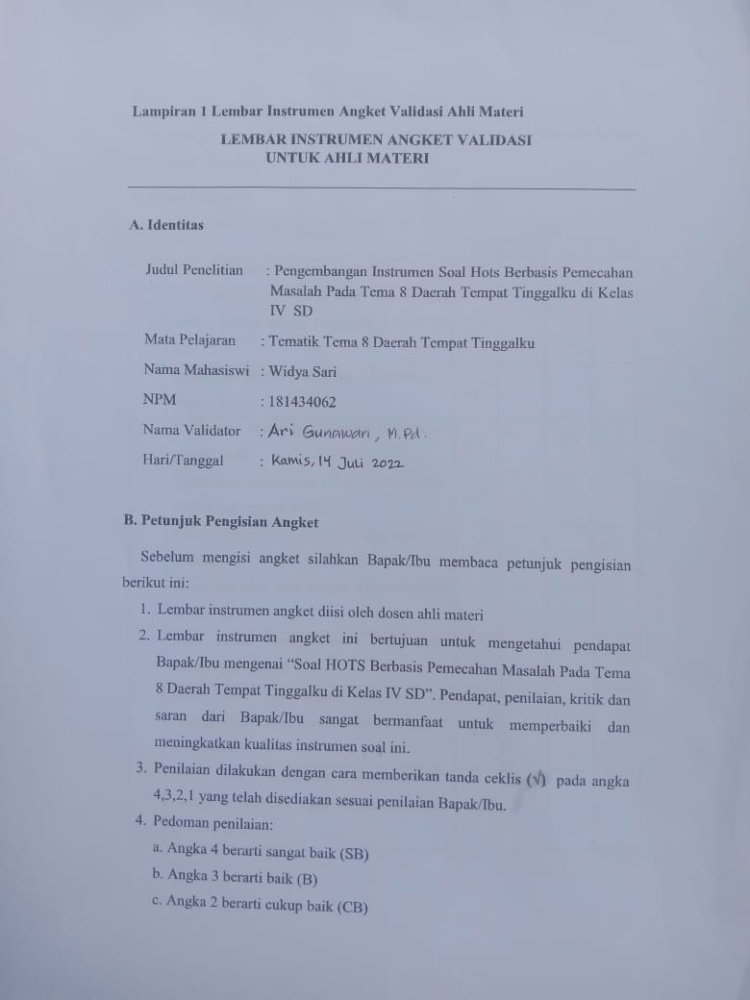 Lampiran 1 Lembar Instrumen Angket Validasi Ahli Materi
LEMBAR INSTRUMEN ANGKET VALIDASI
UNTUK AHLI MATERI
A. Identitas
Judul Penelitian : Pengembangan Instrumen Soal Hots Berbasis Pemecahan
Masalah Pada Tema 8 Daerah Tempat Tinggalku di Kelas
IV SD
Mata Pelajaran : Tematik Tema 8 Daerah Tempat Tinggalku
Nama Mahasiswi : Widya Sari
NPM : 181434062
Nama Validator : Ari Gunawan, M.Pd.
Hari/Tanggal : Kamis, 14 Juli 2022
B. Petunjuk Pengisian Angket
Sebelum mengisi angket silahkan Bapak/Ibu membaca petunjuk pengisian
berikut ini:
1. Lembar instrumen angket diisi oleh dosen ahli materi
2. Lembar instrumen angket ini bertujuan untuk mengetahui pendapat
Bapak/Ibu mengenai “Soal HOTS Berbasis Pemecahan Masalah Pada Tema
8 Daerah Tempat Tinggalku di Kelas IV SD”. Pendapat, penilaian, kritik dan
saran dari Bapak/Ibu sangat bermanfaat untuk memperbaiki dan
meningkatkan kualitas instrumen soal ini.
3. Penilaian dilakukan dengan cara memberikan tanda ceklis (√) pada angka
4,3,2,1 yang telah disediakan sesuai penilaian Bapak/Ibu.
4. Pedoman penilaian:
a. Angka 4 berarti sangat baik (SB)
b. Angka 3 berarti baik (B)
c. Angka 2 berarti cukup baik (CB)